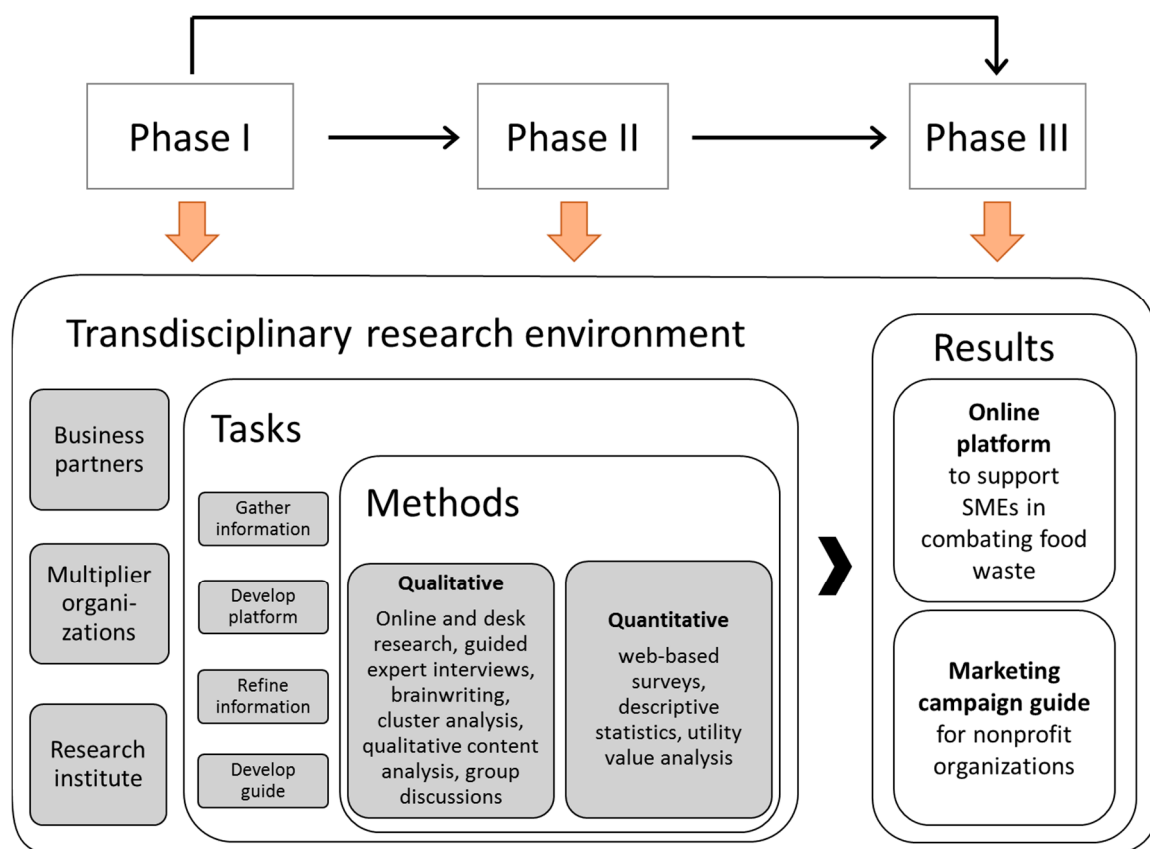 Phase I
Phase II
Phase III
Transdisciplinary research environment
Business
partners
Multiplier
organi-
zations
Research
institute
Tasks
Gather
information
Develop
platform
Refine
information
Develop
guide
Methods
Qualitative
Online and desk
research, guided
expert interviews,
brainwriting,
cluster analysis,
qualitative content
analysis, group
discussions
Quantitative
web-based
surveys,
descriptive
statistics, utility
value analysis
Results
Online
platform
to support
SMEs in
combating food
waste
Marketing
campaign guide
for nonprofit
organizations